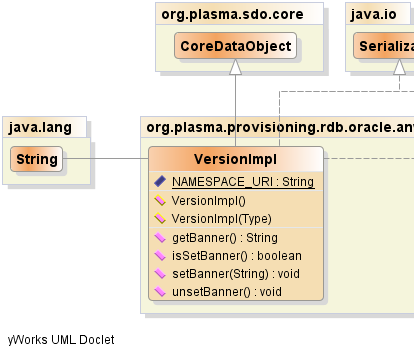 org.plasma.sdo.core
java.io
CoreDataObject
Serializa
java.lang
org.plasma.provisioning.rdb.oracle.an
String
VersionImpl
NAMESPACE_URI : String
VersionImpl()
VersionImpl(Type)
getBanner() : String
isSetBanner() : boolean
setBanner(String) : void
unsetBanner() : void
yWorks UML Doclet